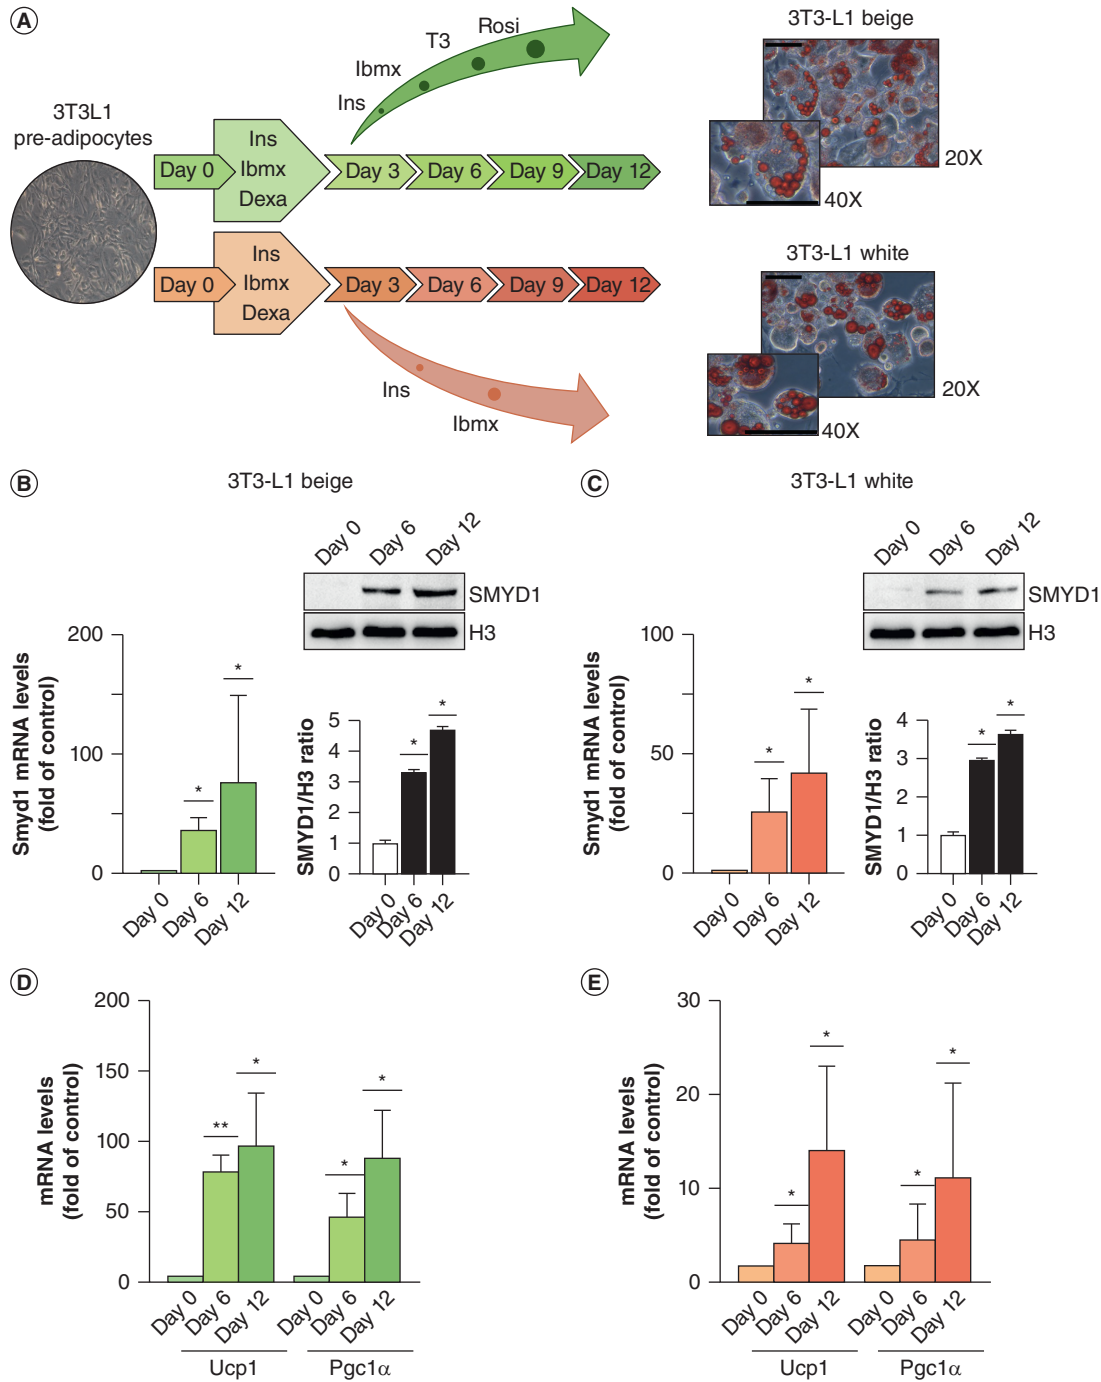 A
3T3L1
pre-adipocytes
Day 0
Ins
Ibmx
Dexa
Ins
Ibmx
T3
Rosi
Day 3
Day 6
Day 9
Day 12
Day 0
Ins
Ibmx
Dexa
Day 3
Day 6
Day 9
Day 12
Ins
Ibmx
3T3-L1 beige
20X
40X
3T3-L1 white
20X
40X
B
3T3-L1 beige
Day 0
Day 6
Day 12
SMYD1
H3
Smyd1 mRNA levels
(fold of control)
200
100
0
*
*
Day 0
Day 6
Day 12
SMYD1/H3 ratio
5
4
3
2
1
0
*
*
Day 0
Day 6
Day 12
C
3T3-L1 white
Day 0
Day 6
Day 12
SMYD1
H3
Smyd1 mRNA levels
(fold of control)
100
50
0
*
*
Day 0
Day 6
Day 12
SMYD1/H3 ratio
4
3
2
1
0
*
*
Day 0
Day 6
Day 12
D
mRNA levels
(fold of control)
200
150
100
50
0
**
*
*
*
Day 0
Day 6
Day 12
Day 0
Day 6
Day 12
Ucp1
Pgc1α
E
mRNA levels
(fold of control)
30
20
10
0
*
*
*
*
Day 0
Day 6
Day 12
Day 0
Day 6
Day 12
Ucp1
Pgc1α